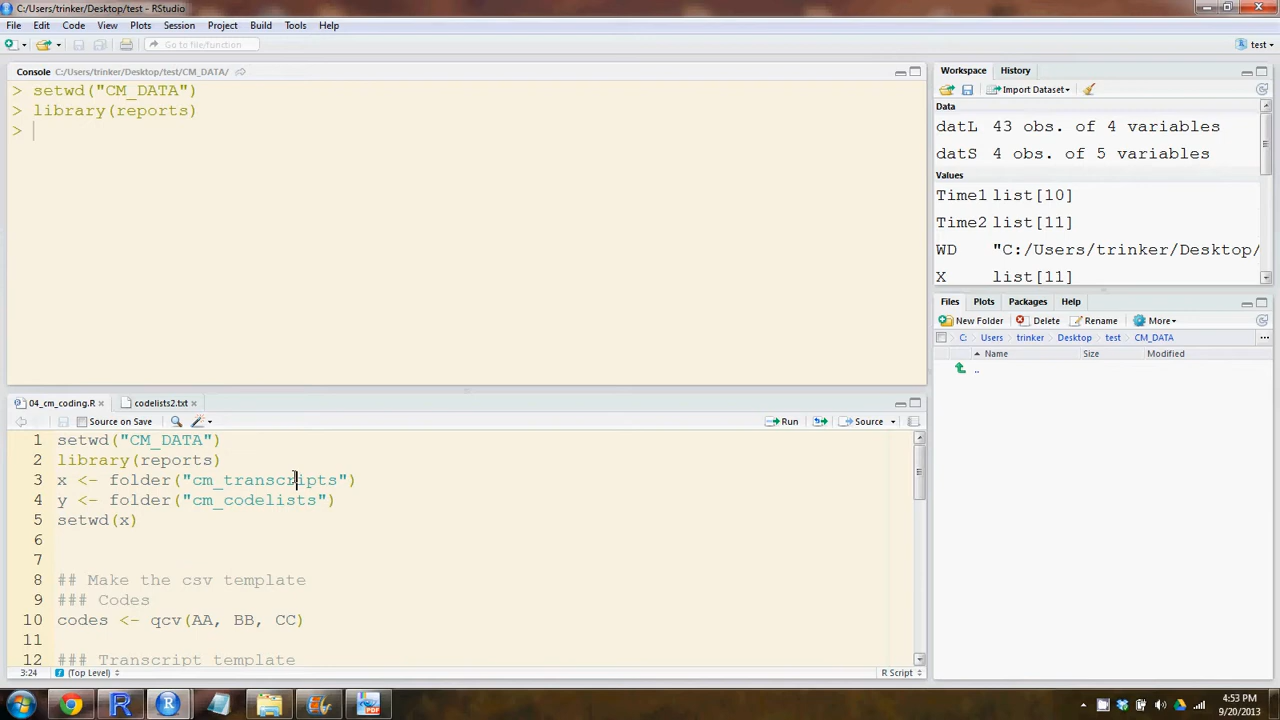 C:/Users/trinker/Desktop/test - RStudio
File Edit Code View Plots Session Project Build Tools Help
Go to file/function
test
Console C:/Users/trinker/Desktop/test/CM_DATA/
> setwd("CM_DATA")
> library(reports)
>
Workspace History
Import Dataset
Data
datL 43 obs. of 4 variables
datS 4 obs. of 5 variables
Values
Time1 list[10]
Time2 list[11]
WD "C:/Users/trinker/Desktop/
X list[11]
Files Plots Packages Help
New Folder Delete Rename More
C: Users trinker Desktop test CM_DATA
Name Size Modified
..
04_cm_coding.R codelists2.txt
Source on Save Run Source
1 setwd("CM_DATA")
2 library(reports)
3 x <- folder("cm_transcripts")
4 y <- folder("cm_codelists")
5 setwd(x)
6
7
8 ## Make the csv template
9 ### Codes
10 codes <- qcv(AA, BB, CC)
11
12 ### Transcript template
3:24 (Top Level) R Script
4:53 PM
9/20/2013